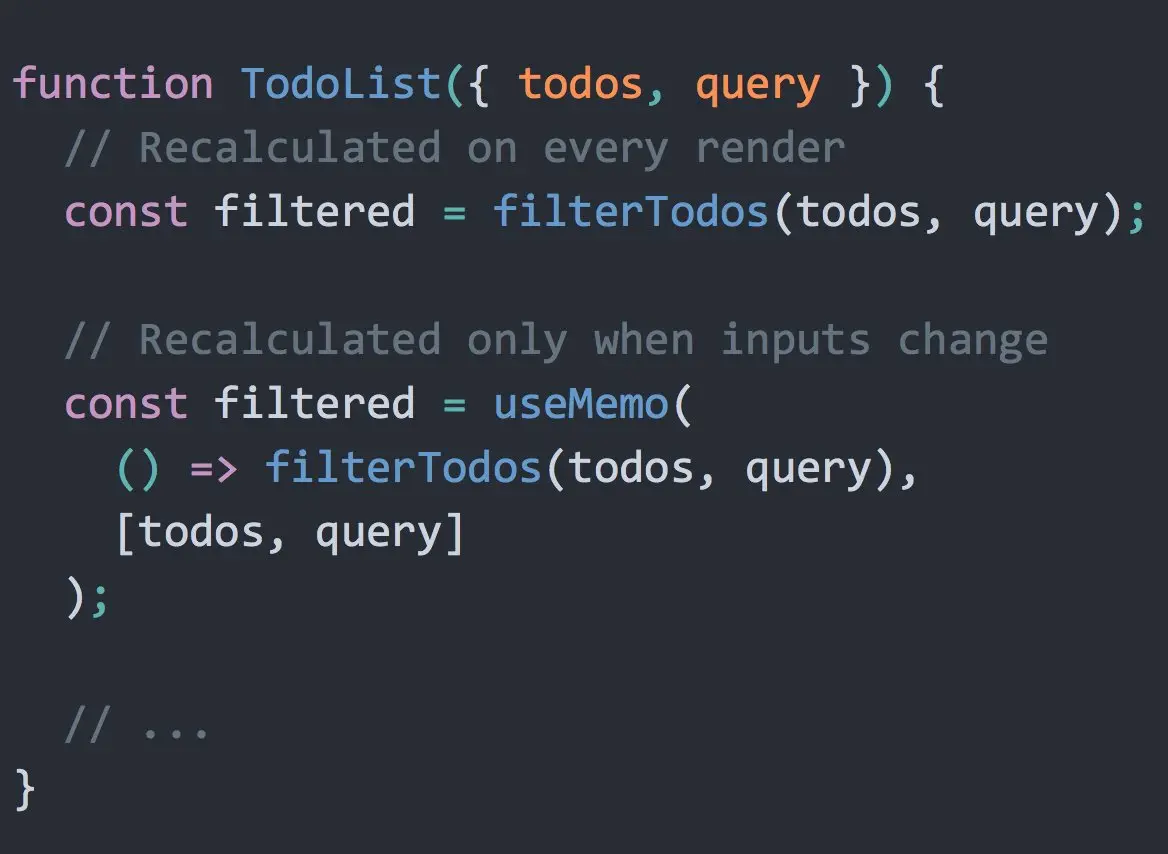 function TodoList({ todos, query }) {
  // Recalculated on every render
  const filtered = filterTodos(todos, query);

  // Recalculated only when inputs change
  const filtered = useMemo(
    () => filterTodos(todos, query),
    [todos, query]
  );

  // ...
}